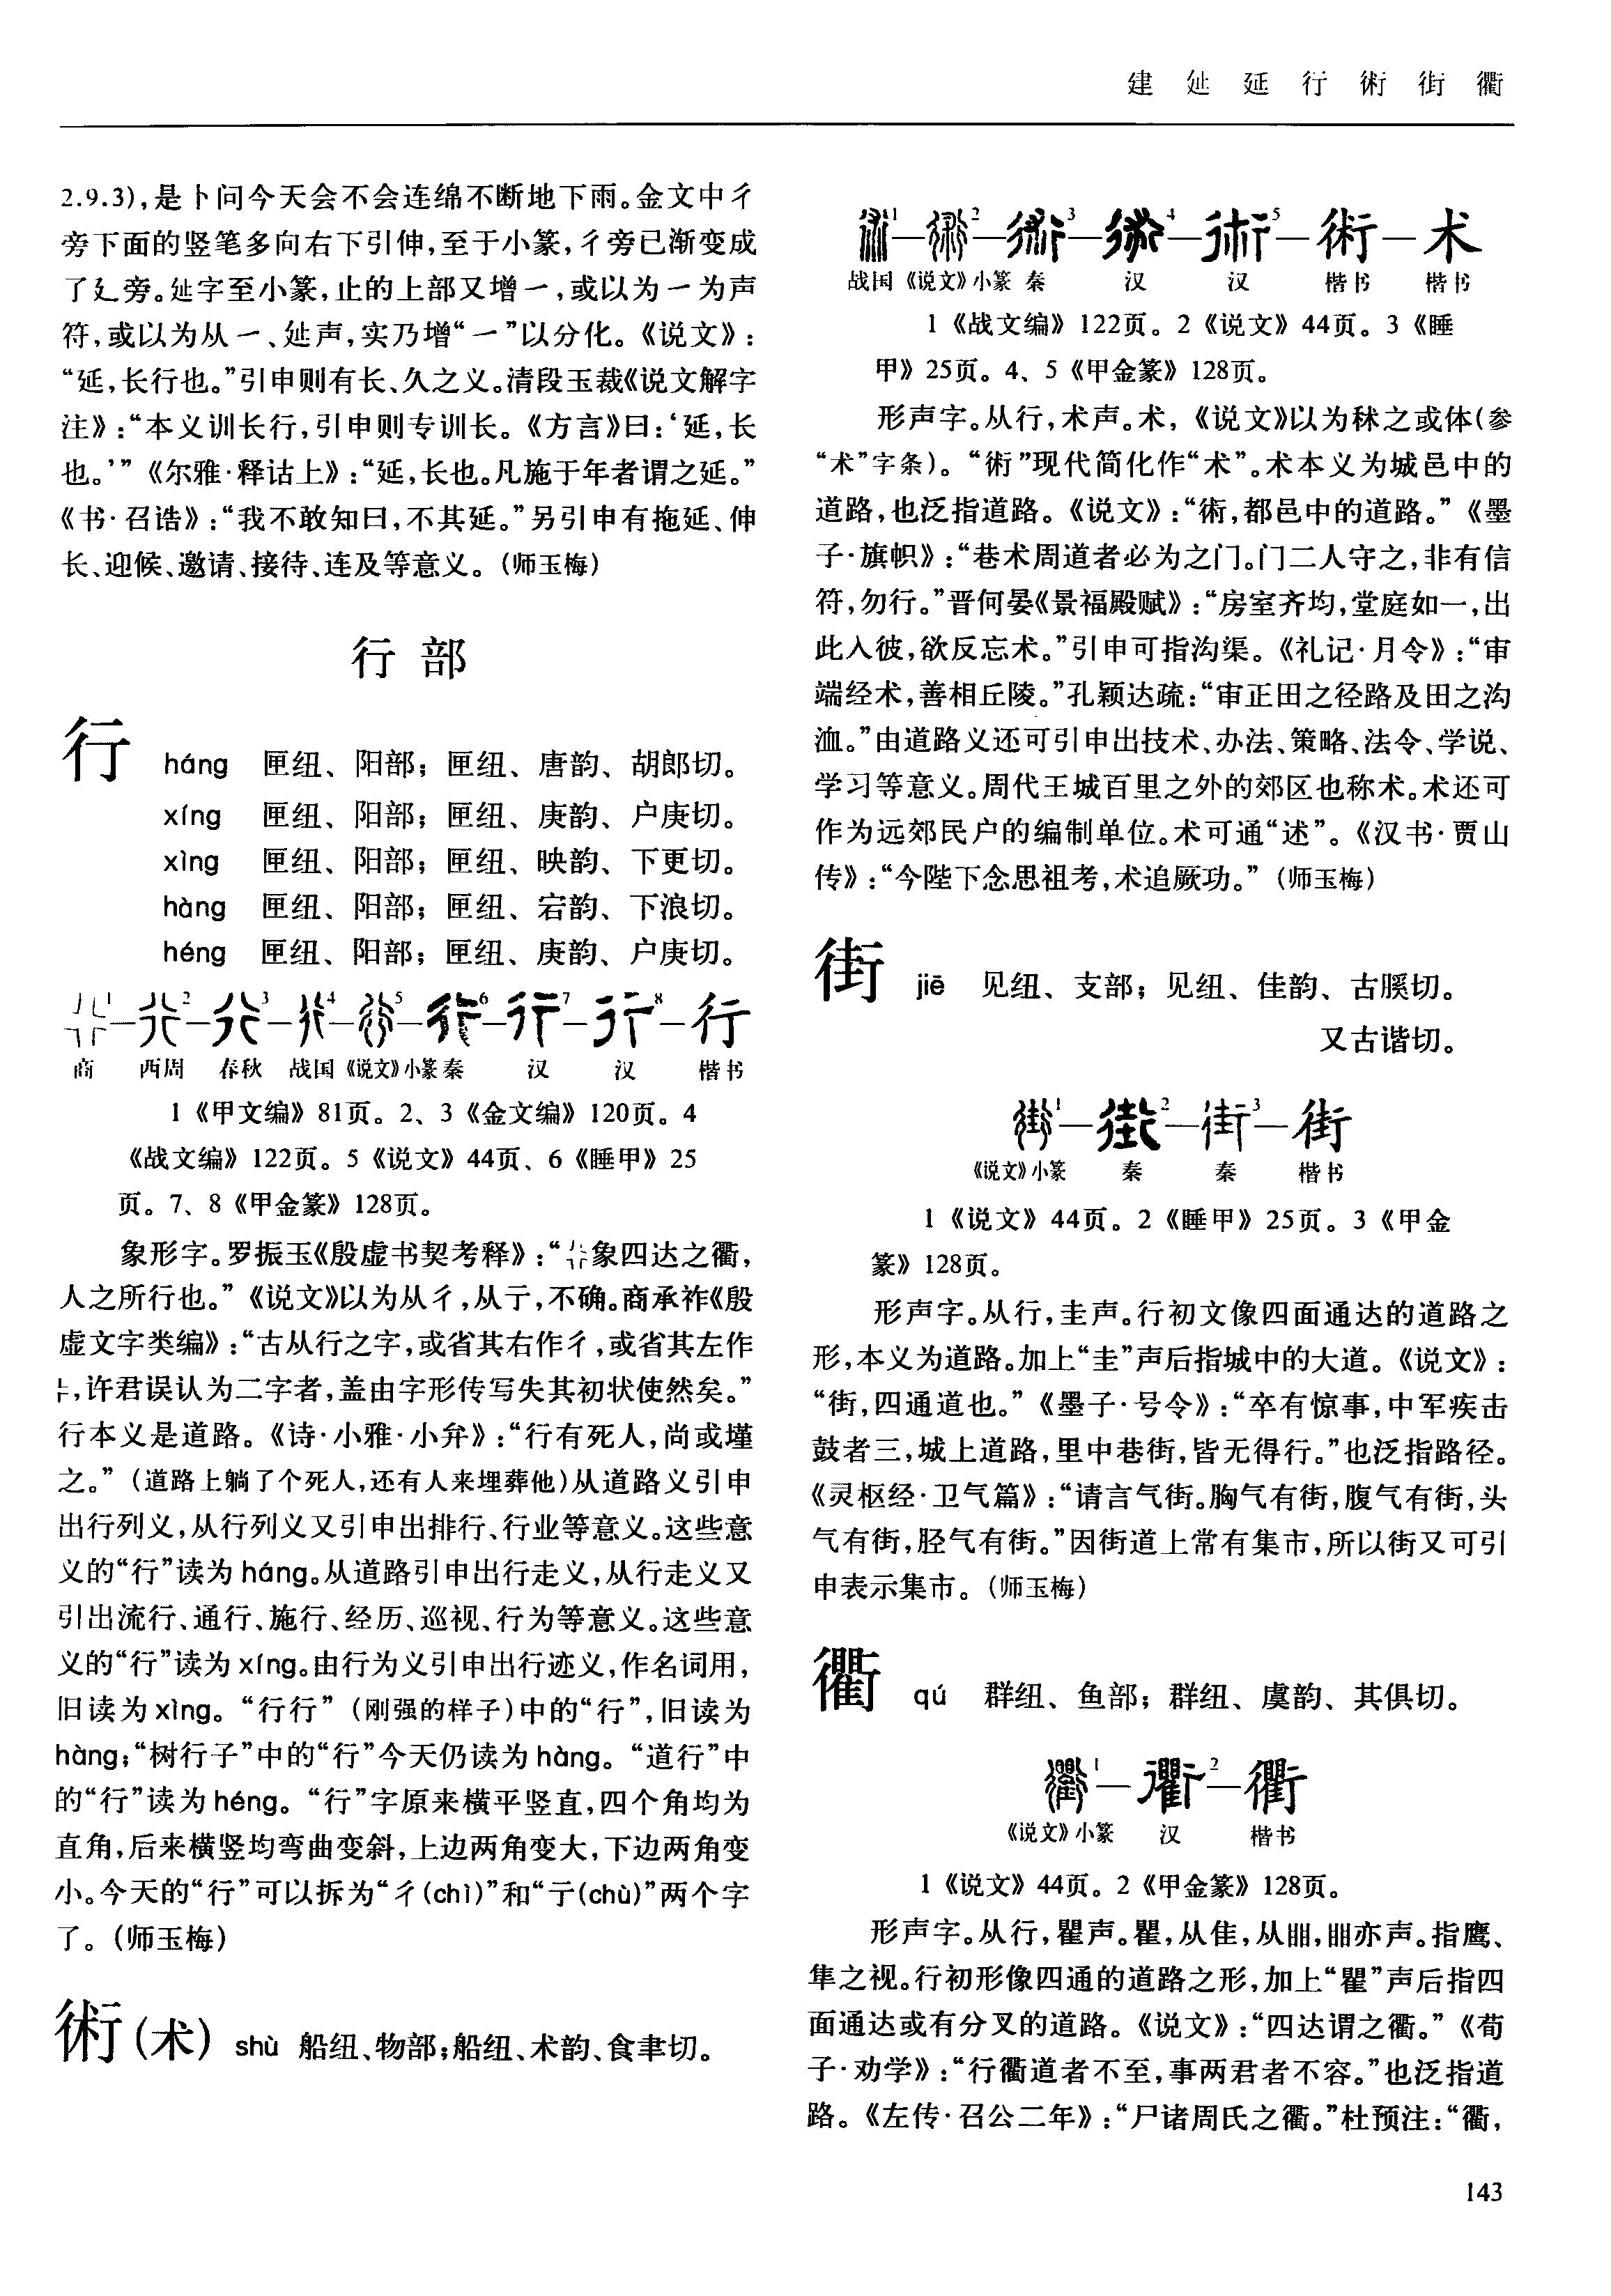 建 㢟 延 行 術 街 衢
2.9.3),是卜问今天会不会连绵不断地下雨。金文中彳
旁下面的竖笔多向右下引伸,至于小篆,彳旁已渐变成
了廴旁。㢟字至小篆,止的上部又增一,或以为一为声
符,或以为从一、㢟声,实乃增“一”以分化。《说文》:
“延,长行也。”引申则有长、久之义。清段玉裁《说文解字
注》:“本义训长行,引申则专训长。《方言》曰:‘延,长
也。’”《尔雅·释诂上》:“延,长也。凡施于年者谓之延。”
《书·召诰》:“我不敢知曰,不其延。”另引申有拖延、伸
长、迎候、邀请、接待、连及等意义。(师玉梅)
行 部
行 háng 匣纽、阳部;匣纽、唐韵、胡郎切。
xíng 匣纽、阳部;匣纽、庚韵、户庚切。
xìng 匣纽、阳部;匣纽、映韵、下更切。
hàng 匣纽、阳部;匣纽、宕韵、下浪切。
héng 匣纽、阳部;匣纽、庚韵、户庚切。
行1—行2—行3—行4—行5—行6—行7—行8—行
商 西周 春秋 战国 《说文》小篆 秦 汉 汉 楷书
1《甲文编》81页。2、3《金文编》120页。4
《战文编》122页。5《说文》44页、6《睡甲》25
页。7、8《甲金篆》128页。
象形字。罗振玉《殷虚书契考释》:“象四达之衢,
人之所行也。”《说文》以为从彳,从亍,不确。商承祚《殷
虚文字类编》:“古从行之字,或省其右作彳,或省其左作
,许君误认为二字者,盖由字形传写失其初状使然矣。”
行本义是道路。《诗·小雅·小弁》:“行有死人,尚或墐
之。”(道路上躺了个死人,还有人来埋葬他)从道路义引申
出行列义,从行列义又引申出排行、行业等意义。这些意
义的“行”读为háng。从道路引申出行走义,从行走义又
引出流行、通行、施行、经历、巡视、行为等意义。这些意
义的“行”读为xíng。由行为义引申出行迹义,作名词用,
旧读为xìng。“行行”(刚强的样子)中的“行”,旧读为
hàng;“树行子”中的“行”今天仍读为hàng。“道行”中
的“行”读为héng。“行”字原来横平竖直,四个角均为
直角,后来横竖均弯曲变斜,上边两角变大,下边两角变
小。今天的“行”可以拆为“彳(chì)”和“亍(chù)”两个字
了。(师玉梅)
術(术) shù 船纽、物部;船纽、术韵、食聿切。
術1—術2—術3—術4—術5—術—术
战国 《说文》小篆 秦 汉 汉 楷书 楷书
1《战文编》122页。2《说文》44页。3《睡
甲》25页。4、5《甲金篆》128页。
形声字。从行,术声。术,《说文》以为秫之或体(参
“术”字条)。“術”现代简化作“术”。术本义为城邑中的
道路,也泛指道路。《说文》:“術,都邑中的道路。”《墨
子·旗帜》:“巷术周道者必为之门。门二人守之,非有信
符,勿行。”晋何晏《景福殿赋》:“房室齐均,堂庭如一,出
此入彼,欲反忘术。”引申可指沟渠。《礼记·月令》:“审
端经术,善相丘陵。”孔颖达疏:“审正田之径路及田之沟
洫。”由道路义还可引申出技术、办法、策略、法令、学说、
学习等意义。周代王城百里之外的郊区也称术。术还可
作为远郊民户的编制单位。术可通“述”。《汉书·贾山
传》:“今陛下念思祖考,术追厥功。”(师玉梅)
街 jiē 见纽、支部;见纽、佳韵、古膎切。
又古谐切。
街1—街2—街3—街
《说文》小篆 秦 秦 楷书
1《说文》44页。2《睡甲》25页。3《甲金
篆》128页。
形声字。从行,圭声。行初文像四面通达的道路之
形,本义为道路。加上“圭”声后指城中的大道。《说文》:
“街,四通道也。”《墨子·号令》:“卒有惊事,中军疾击
鼓者三,城上道路,里中巷街,皆无得行。”也泛指路径。
《灵枢经·卫气篇》:“请言气街。胸气有街,腹气有街,头
气有街,胫气有街。”因街道上常有集市,所以街又可引
申表示集市。(师玉梅)
衢 qú 群纽、鱼部;群纽、虞韵、其俱切。
衢1—衢2—衢
《说文》小篆 汉 楷书
1《说文》44页。2《甲金篆》128页。
形声字。从行,瞿声。瞿,从隹,从䀠,䀠亦声。指鹰、
隼之视。行初形像四通的道路之形,加上“瞿”声后指四
面通达或有分叉的道路。《说文》:“四达谓之衢。”《荀
子·劝学》:“行衢道者不至,事两君者不容。”也泛指道
路。《左传·召公二年》:“尸诸周氏之衢。”杜预注:“衢,
143